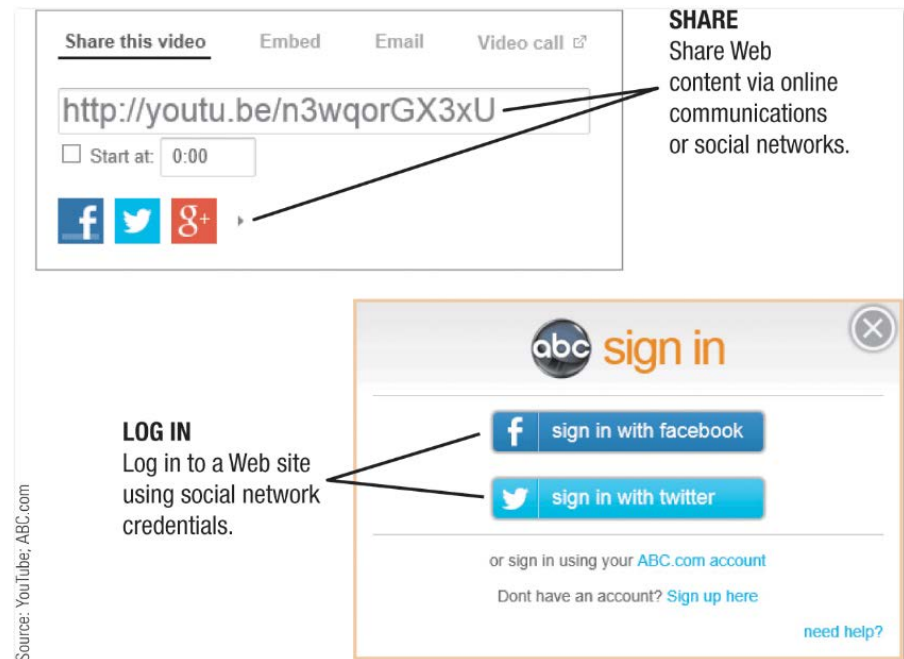 Share this video Embed Email Video call
http://youtu.be/n3wqorGX3xU
Start at: 0:00
f g+
SHARE
Share Web
content via online
communications
or social networks.
abc sign in
f sign in with facebook
sign in with twitter
or sign in using your ABC.com account
Dont have an account? Sign up here
need help?
LOG IN
Log in to a Web site
using social network
credentials.
Source: YouTube; ABC.com